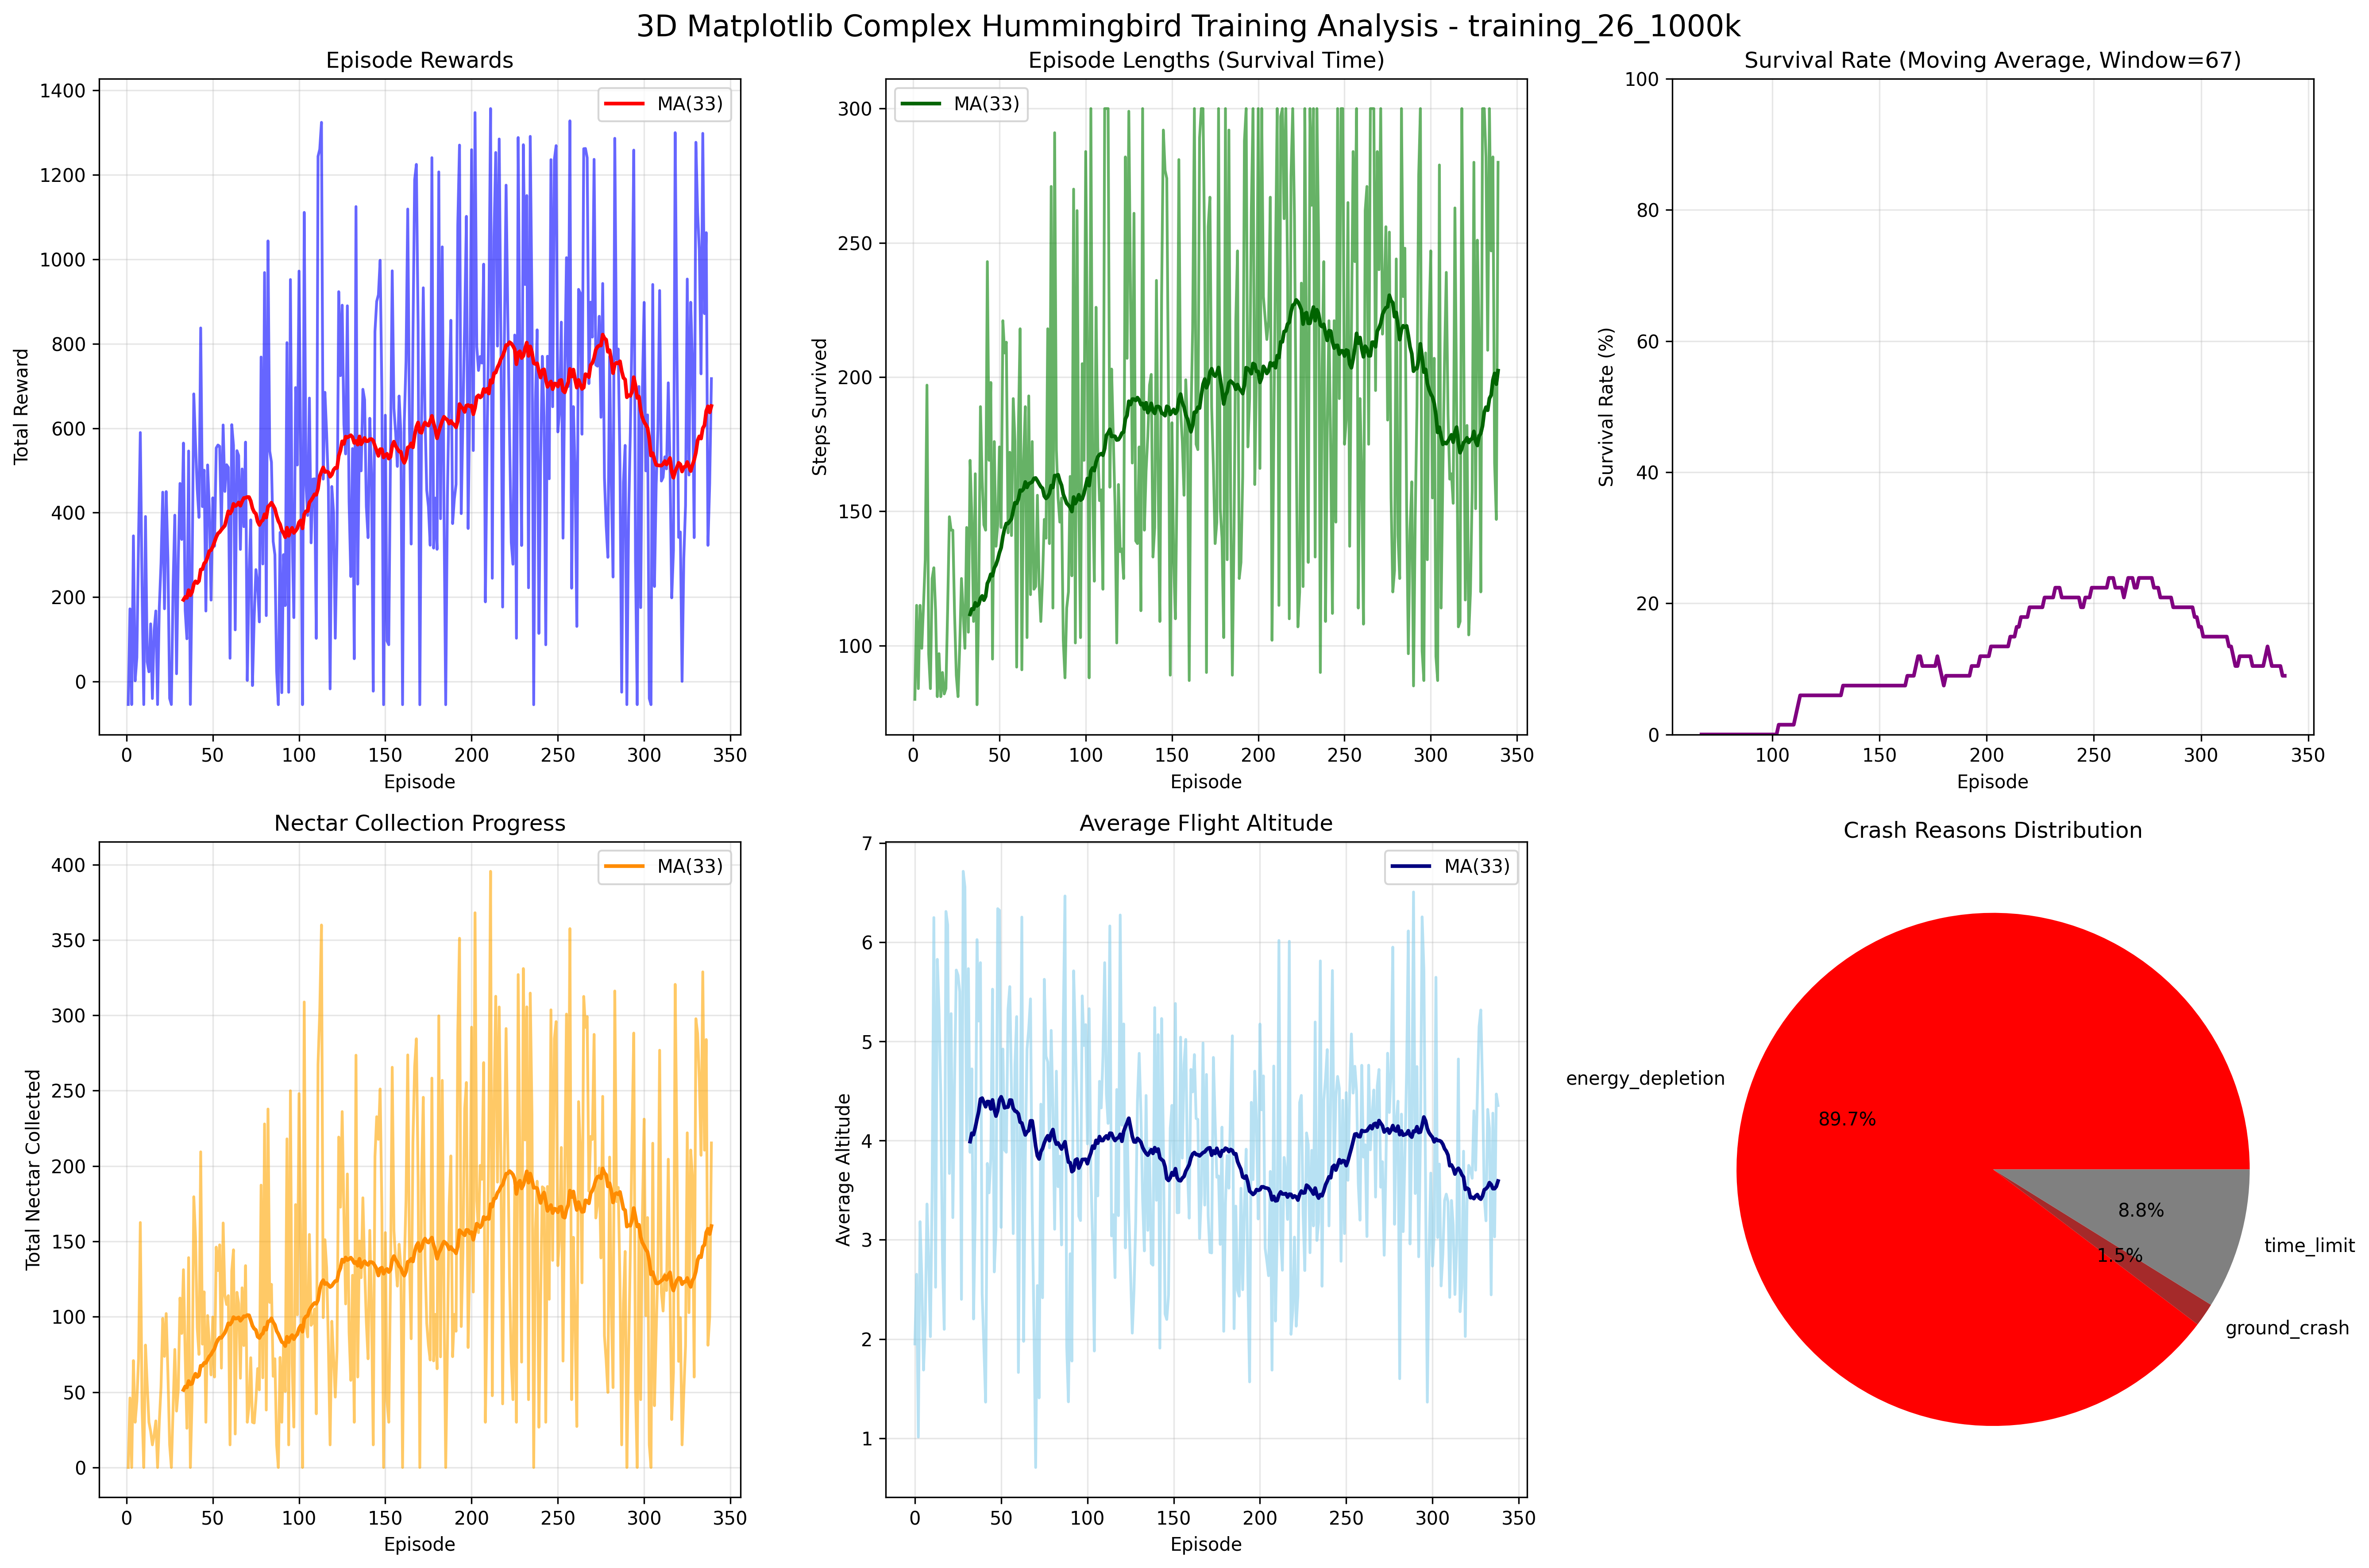 3D Matplotlib Complex Hummingbird Training Analysis - training_26_1000k
Episode Rewards
1400
1200
1000
800
600
400
200
0
Total Reward
MA(33)
0 50 100 150 200 250 300 350
Episode
Episode Lengths (Survival Time)
300
250
200
150
100
Steps Survived
MA(33)
0 50 100 150 200 250 300 350
Episode
Survival Rate (Moving Average, Window=67)
100
80
60
40
20
0
Survival Rate (%)
100 150 200 250 300 350
Episode
Nectar Collection Progress
400
350
300
250
200
150
100
50
0
Total Nectar Collected
MA(33)
0 50 100 150 200 250 300 350
Episode
Average Flight Altitude
7
6
5
4
3
2
1
Average Altitude
MA(33)
0 50 100 150 200 250 300 350
Episode
Crash Reasons Distribution
energy_depletion
89.7%
8.8%
time_limit
1.5%
ground_crash